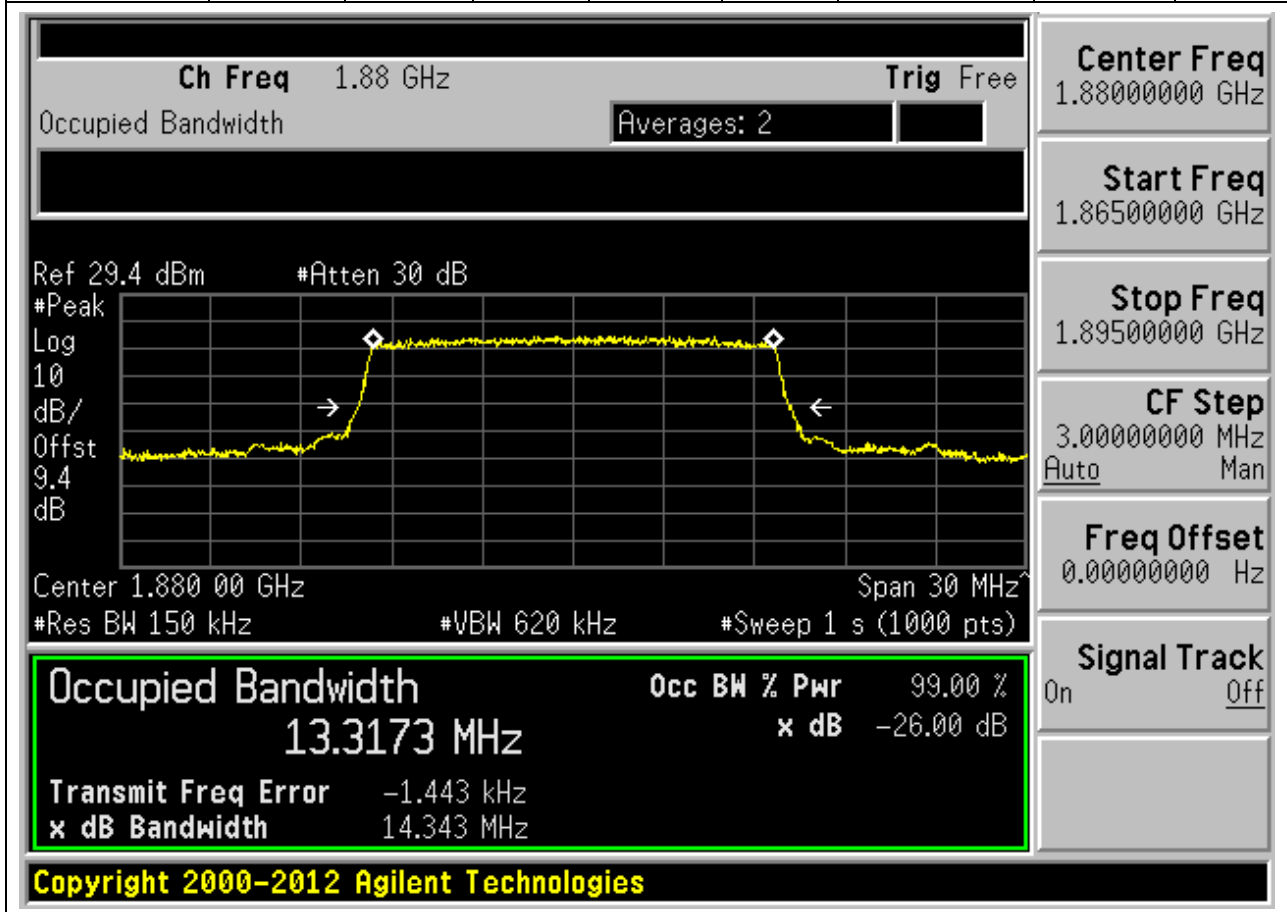 Ch Freq 1.88 GHz Trig Free
Occupied Bandwidth Averages: 2
Ref 29.4 dBm #Atten 30 dB
#Peak
Log
10
dB/
Offst
9.4
dB
Center 1.880 00 GHz Span 30 MHz^
#Res BW 150 kHz #VBW 620 kHz #Sweep 1 s (1000 pts)
Occupied Bandwidth Occ BW % Pwr 99.00 %
13.3173 MHz x dB -26.00 dB
Transmit Freq Error -1.443 kHz
x dB Bandwidth 14.343 MHz
Copyright 2000-2012 Agilent Technologies
Center Freq
1.88000000 GHz
Start Freq
1.86500000 GHz
Stop Freq
1.89500000 GHz
CF Step
3.00000000 MHz
Auto Man
Freq Offset
0.00000000 Hz
Signal Track
On Off